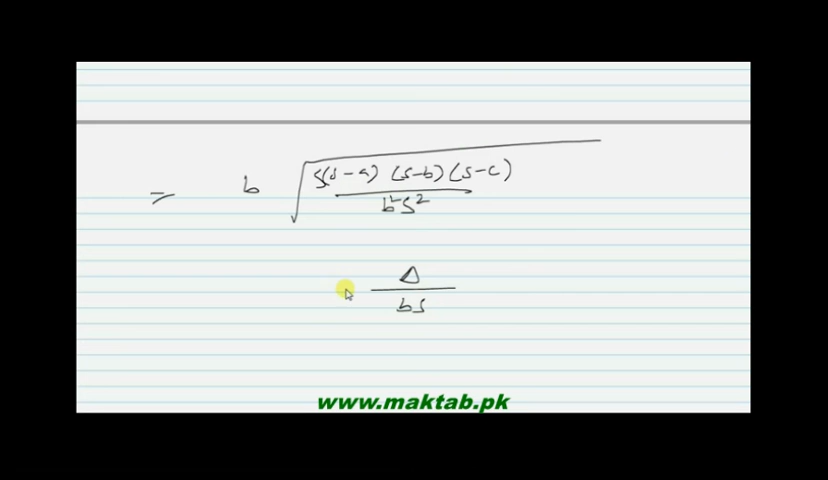 = b √ s(s-a) (s-b) (s-c)
b²s²
Δ
bs
www.maktab.pk